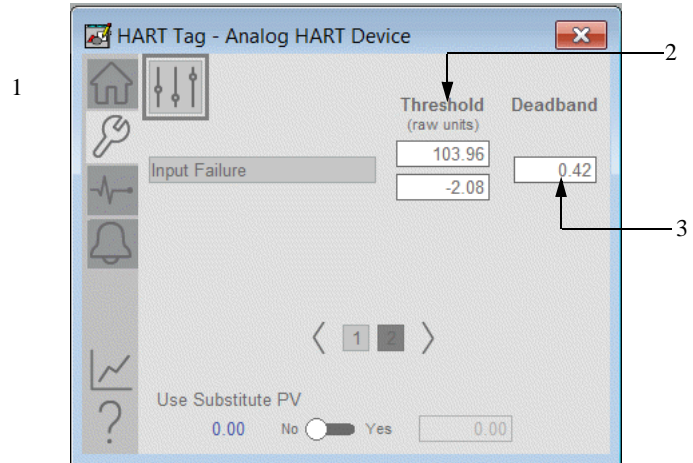 HART Tag - Analog HART Device
2
1
Threshold Deadband
(raw units)
103.96
Input Failure 0.42
-2.08
3
1 2
Use Substitute PV
0.00 No Yes 0.00
?